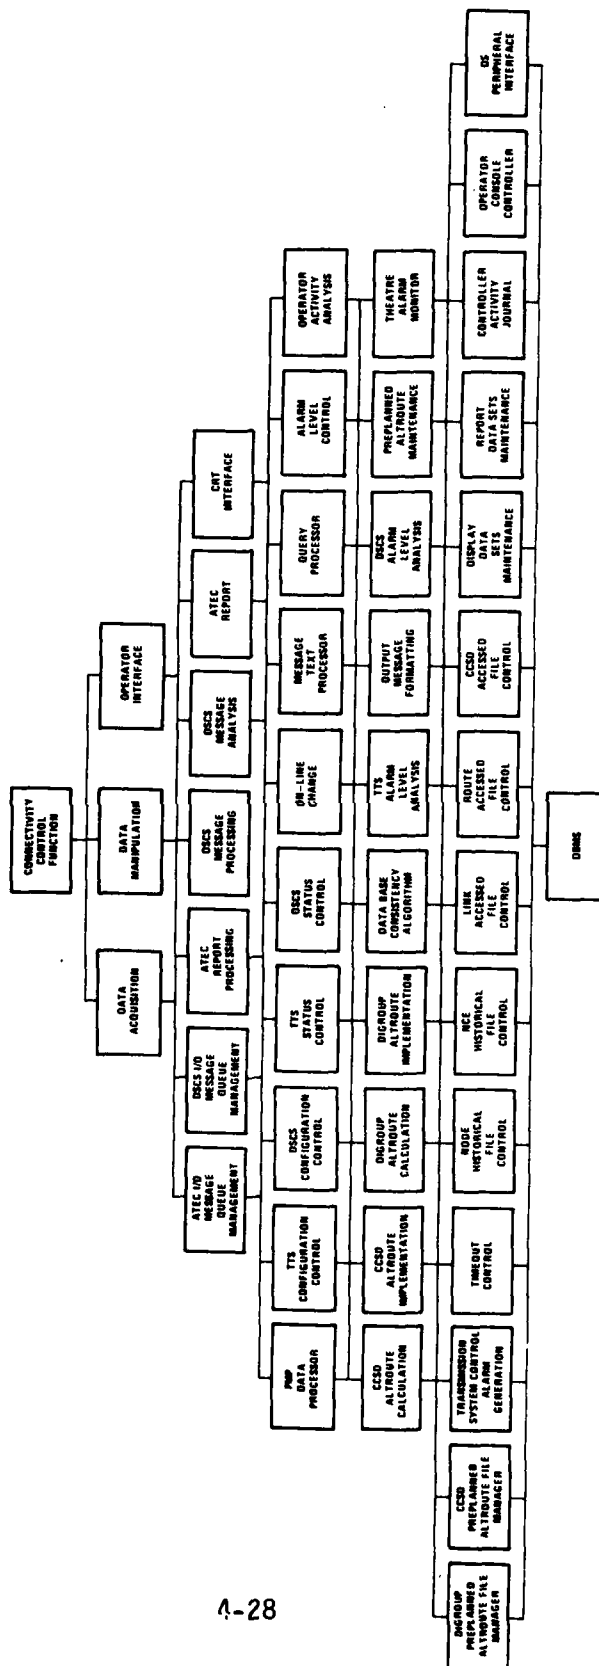 CONNECTIVITY
CONTROL
FUNCTION
DATA
ACQUISITION
DATA
MANIPULATION
OPERATOR
INTERFACE
ATEC I/O
MESSAGE
QUEUE
MANAGEMENT
DSCS I/O
MESSAGE
QUEUE
MANAGEMENT
ATEC
REPORT
PROCESSING
DSCS
MESSAGE
PROCESSING
DSCS
MESSAGE
ANALYSIS
ATEC
REPORT
CRT
INTERFACE
PMP
DATA
PROCESSOR
TTS
CONFIGURATION
CONTROL
DSCS
CONFIGURATION
CONTROL
TTS
STATUS
CONTROL
DSCS
STATUS
CONTROL
ON-LINE
CHANGE
MESSAGE
TEXT
PROCESSOR
QUERY
PROCESSOR
ALARM
LEVEL
CONTROL
OPERATOR
ACTIVITY
ANALYSIS
CCSD
ALTROUTE
CALCULATION
CCSD
ALTROUTE
IMPLEMENTATION
DIGROUP
ALTROUTE
CALCULATION
DIGROUP
ALTROUTE
IMPLEMENTATION
DATA BASE
CONSISTENCY
ALGORITHM
TTS
ALARM
LEVEL
ANALYSIS
OUTPUT
MESSAGE
FORMATTING
DSCS
ALARM
LEVEL
ANALYSIS
PREPLANNED
ALTROUTE
MAINTENANCE
THEATRE
ALARM
MONITOR
DIGROUP
PREPLANNED
ALTROUTE FILE
MANAGER
CCSD
PREPLANNED
ALTROUTE FILE
MANAGER
TRANSMISSION
SYSTEM CONTROL
ALARM
GENERATION
TIMEOUT
CONTROL
NODE
HISTORICAL
FILE
CONTROL
NCE
HISTORICAL
FILE
CONTROL
LINK
ACCESSED
FILE
CONTROL
ROUTE
ACCESSED
FILE
CONTROL
CCSD
ACCESSED
FILE
CONTROL
DISPLAY
DATA
SETS
MAINTENANCE
REPORT
DATA SETS
MAINTENANCE
CONTROLLER
ACTIVITY
JOURNAL
OPERATOR
CONSOLE
CONTROLLER
OS
PERIPHERAL
INTERFACE
DBMS
4-28